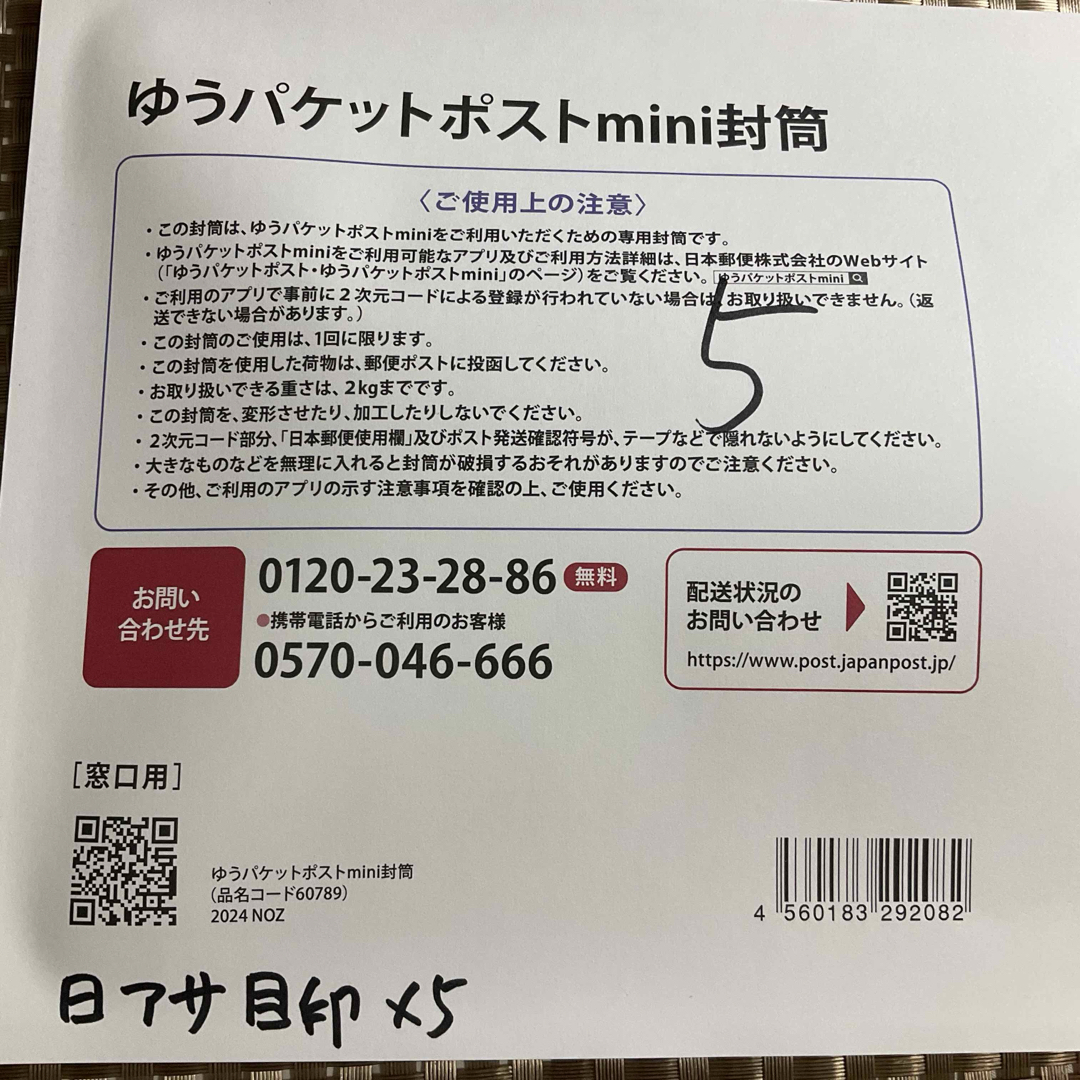 ゆうパケットポストmini封筒
〈ご使用上の注意〉
・この封筒は、ゆうパケットポストminiをご利用いただくための専用封筒です。
・ゆうパケットポストminiをご利用可能なアプリ及びご利用方法詳細は、日本郵便株式会社のWebサイト
（「ゆうパケットポスト・ゆうパケットポストmini」のページ）をご覧ください。 ゆうパケットポストmini
・ご利用のアプリで事前に２次元コードによる登録が行われていない場合は、お取り扱いできません。（返
送できない場合があります。）
・この封筒のご使用は、1回に限ります。
・この封筒を使用した荷物は、郵便ポストに投函してください。
・お取り扱いできる重さは、２kgまでです。
・この封筒を、変形させたり、加工したりしないでください。
・２次元コード部分、「日本郵便使用欄」及びポスト発送確認符号が、テープなどで隠れないようにしてください。
・大きなものなどを無理に入れると封筒が破損するおそれがありますのでご注意ください。
・その他、ご利用のアプリの示す注意事項を確認の上、ご使用ください。
5
お問い
合わせ先
0120-23-28-86 無料
●携帯電話からご利用のお客様
0570-046-666
配送状況の
お問い合わせ
https://www.post.japanpost.jp/
［窓口用］
ゆうパケットポストmini封筒
（品名コード60789）
2024 NOZ
4 560183 292082
日アサ目印 ×5